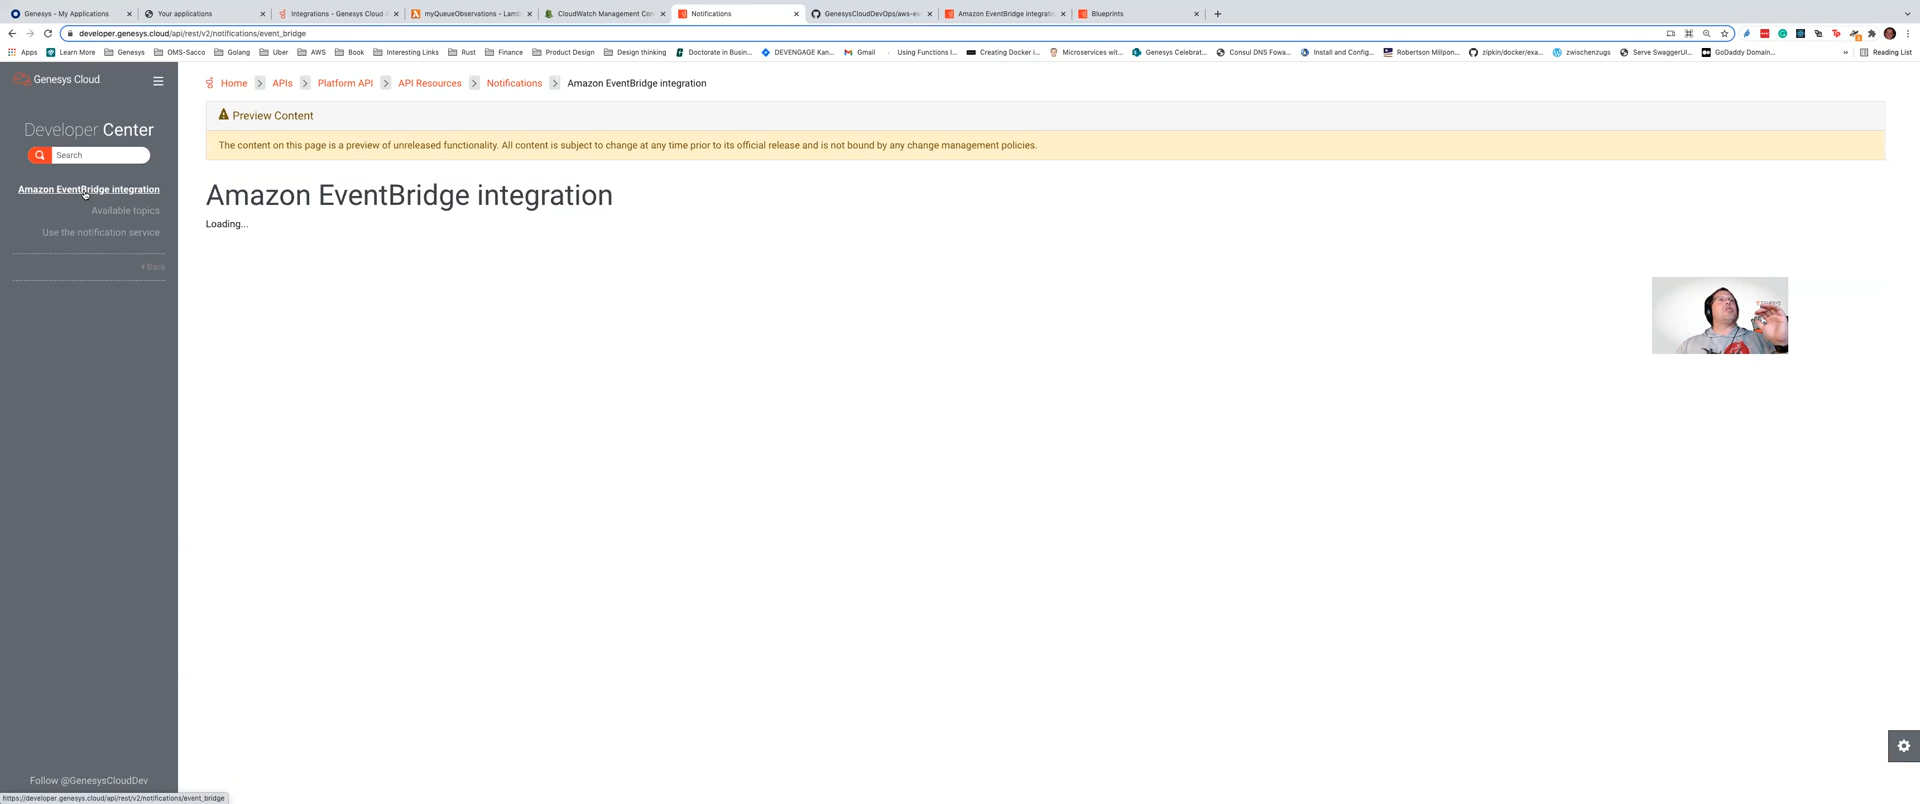 Genesys - My Applications
Your applications
Integrations - Genesys Cloud
myQueueObservations - Lamb
CloudWatch Management Con
Notifications
GenesysCloudDevOps/aws-ev
Amazon EventBridge integrati
Blueprints
developer.genesys.cloud/api/rest/v2/notifications/event_bridge
Apps
Learn More
Genesys
OMS-Sacco
Golang
Uber
AWS
Book
Interesting Links
Rust
Finance
Product Design
Design thinking
Doctorate in Busin...
DEVENGAGE Kan...
Gmail
Using Functions I...
Creating Docker i...
Microservices wit...
Genesys Celebrat...
Consul DNS Fowa...
Install and Config...
Robertson Millpon...
zipkin/docker/exa...
zwischenzugs
Serve SwaggerUI...
GoDaddy Domain...
»
Reading List
Genesys Cloud
Developer Center
Search
Amazon EventBridge integration
Available topics
Use the notification service
Back
Home > APIs > Platform API > API Resources > Notifications > Amazon EventBridge integration
Preview Content
The content on this page is a preview of unreleased functionality. All content is subject to change at any time prior to its official release and is not bound by any change management policies.
Amazon EventBridge integration
Loading...
GENESYS
Follow @GenesysCloudDev
https://developer.genesys.cloud/api/rest/v2/notifications/event_bridge